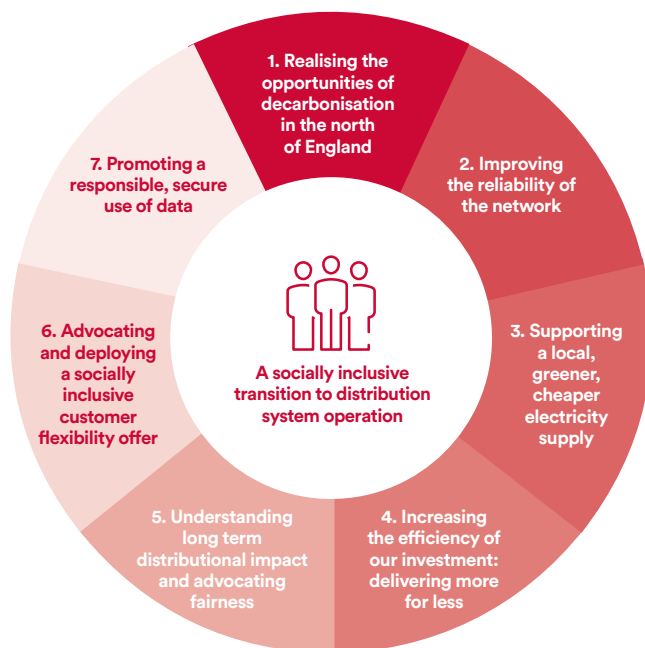 1. Realising the
opportunities of
decarbonisation
in the north
of England
2. Improving
the reliability of
the network
3. Supporting
a local,
greener,
cheaper
electricity
supply
4. Increasing
the efficiency of
our investment:
delivering more
for less
5. Understanding
long term
distributional impact
and advocating
fairness
6. Advocating
and deploying
a socially
inclusive
customer
flexibility offer
7. Promoting a
responsible, secure
use of data
A socially inclusive
transition to distribution
system operation